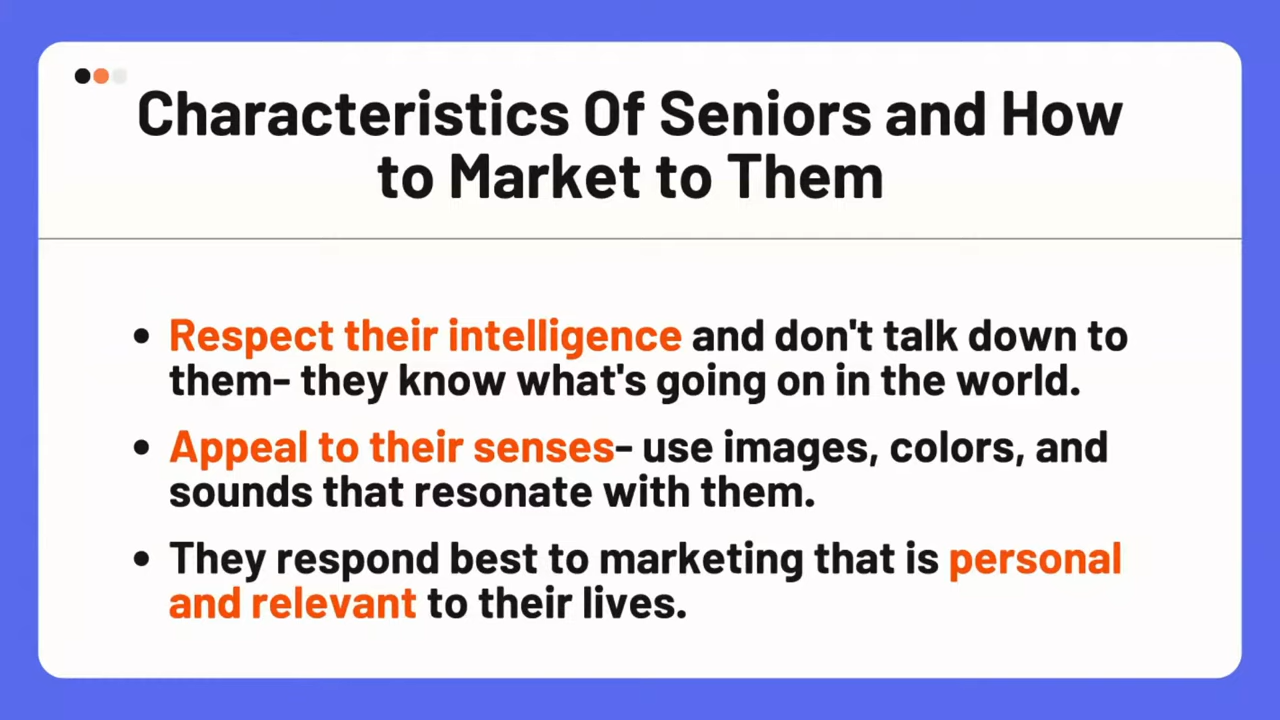 Characteristics Of Seniors and How
to Market to Them
• Respect their intelligence and don't talk down to
them- they know what's going on in the world.
• Appeal to their senses- use images, colors, and
sounds that resonate with them.
• They respond best to marketing that is personal
and relevant to their lives.